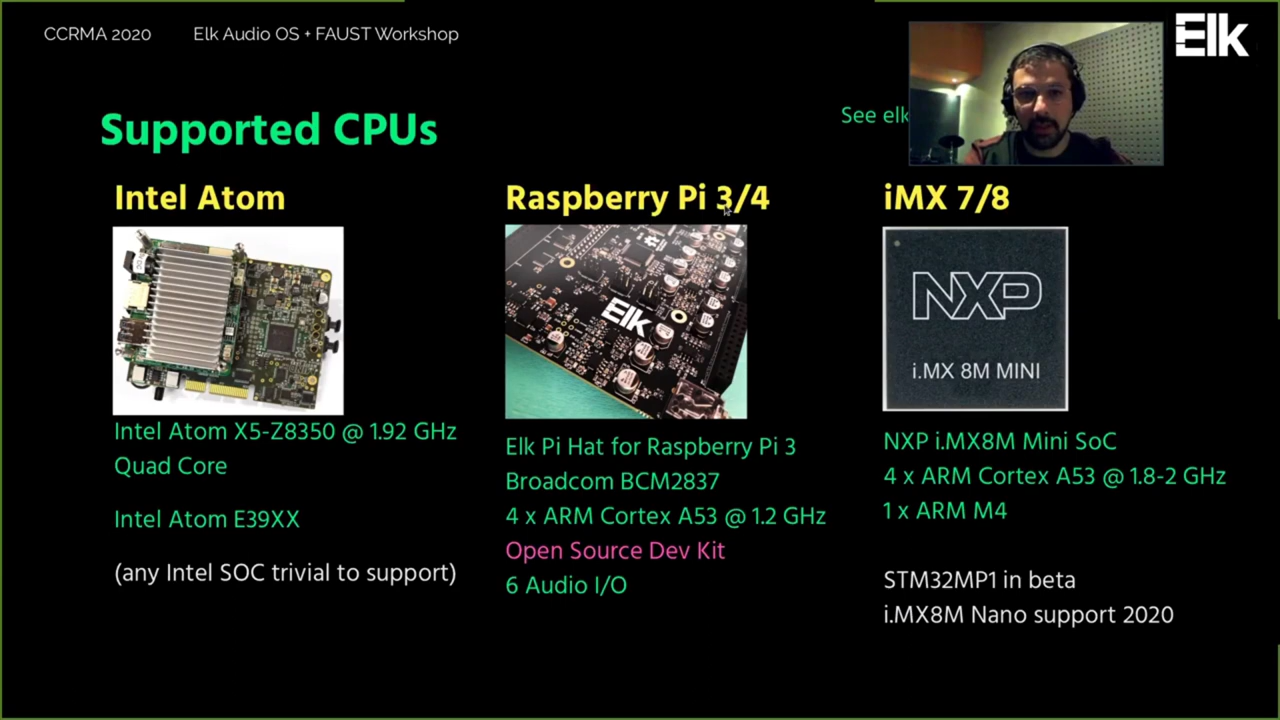 CCRMA 2020 Elk Audio OS + FAUST Workshop
Elk
See elk
Supported CPUs
Intel Atom
Intel Atom X5-Z8350 @ 1.92 GHz
Quad Core
Intel Atom E39XX
(any Intel SOC trivial to support)
Raspberry Pi 3/4
Elk
Elk Pi Hat for Raspberry Pi 3
Broadcom BCM2837
4 x ARM Cortex A53 @ 1.2 GHz
Open Source Dev Kit
6 Audio I/O
iMX 7/8
NXP
i.MX 8M MINI
NXP i.MX8M Mini SoC
4 x ARM Cortex A53 @ 1.8-2 GHz
1 x ARM M4
STM32MP1 in beta
i.MX8M Nano support 2020